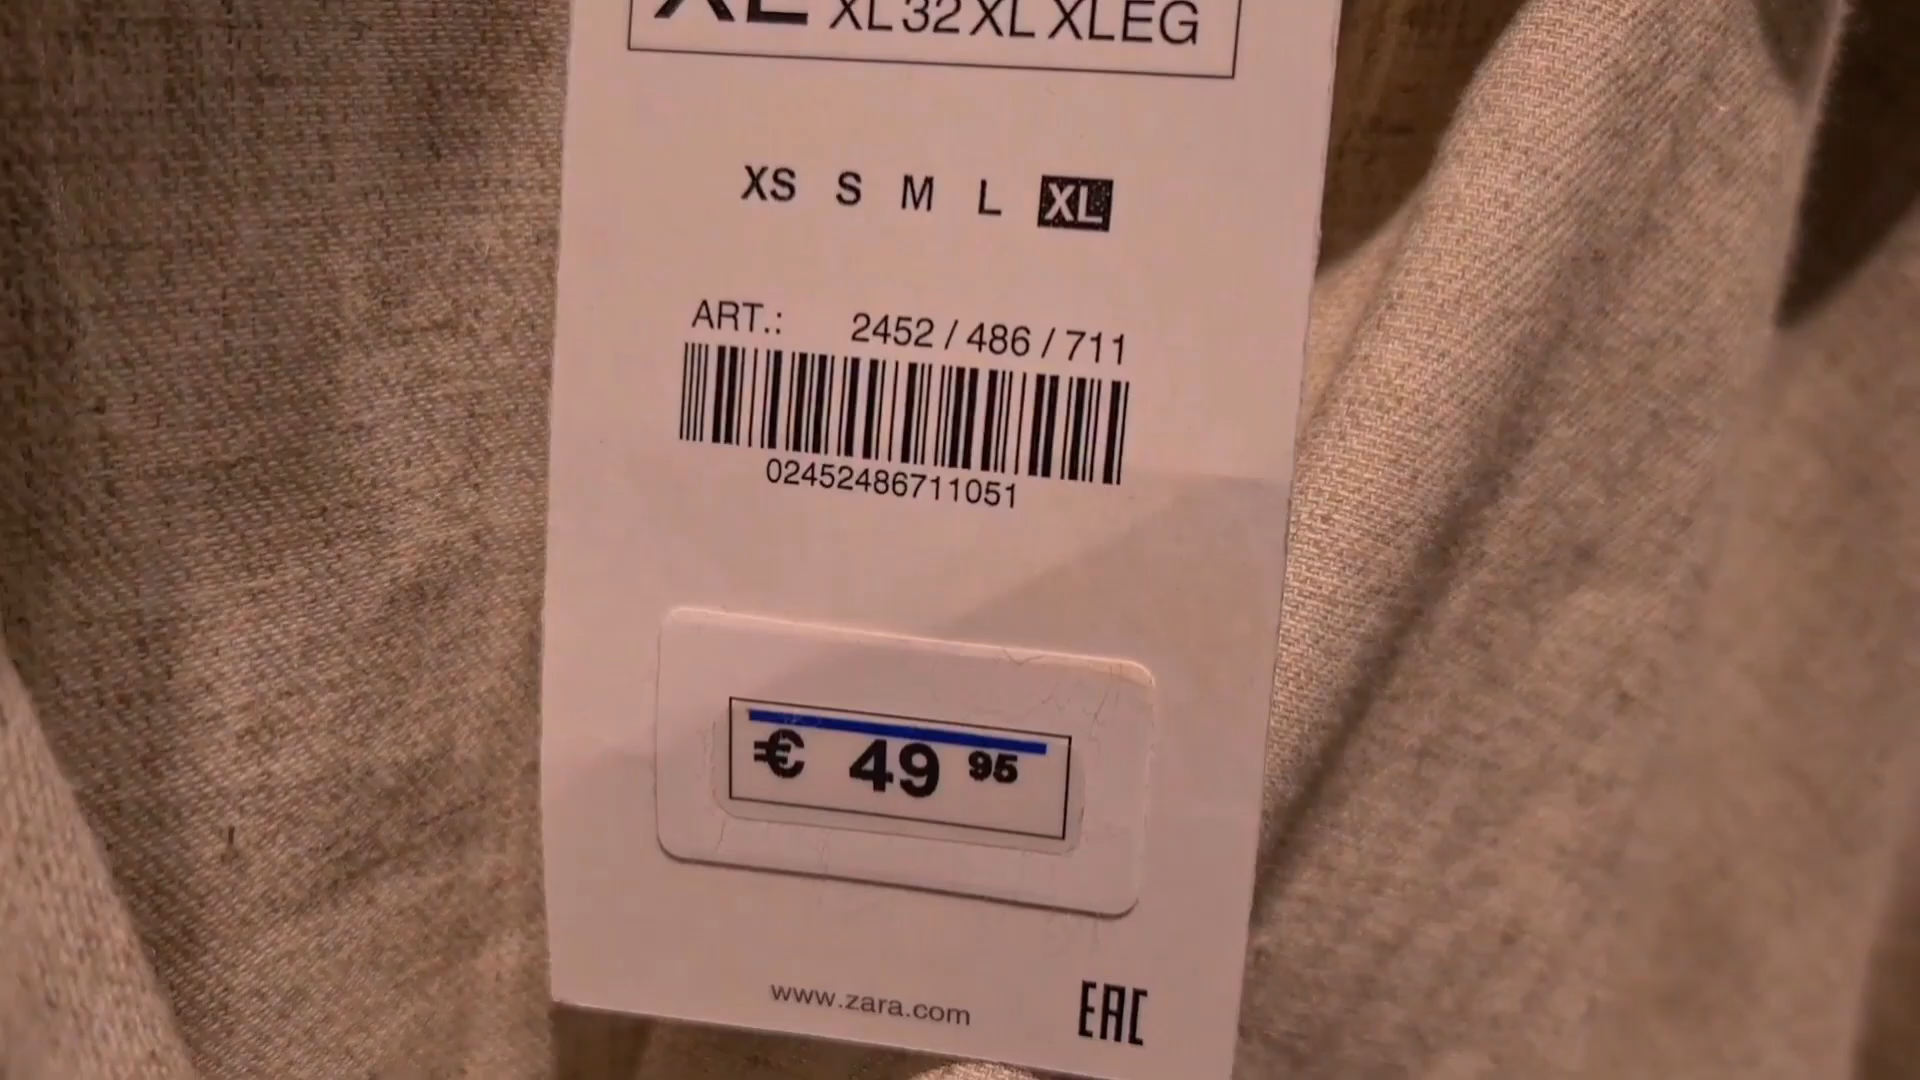 XL XL 32 XL XLEG
XS S M L XL
ART.: 2452 / 486 / 711
02452486711051
€ 49 95
www.zara.com EAC